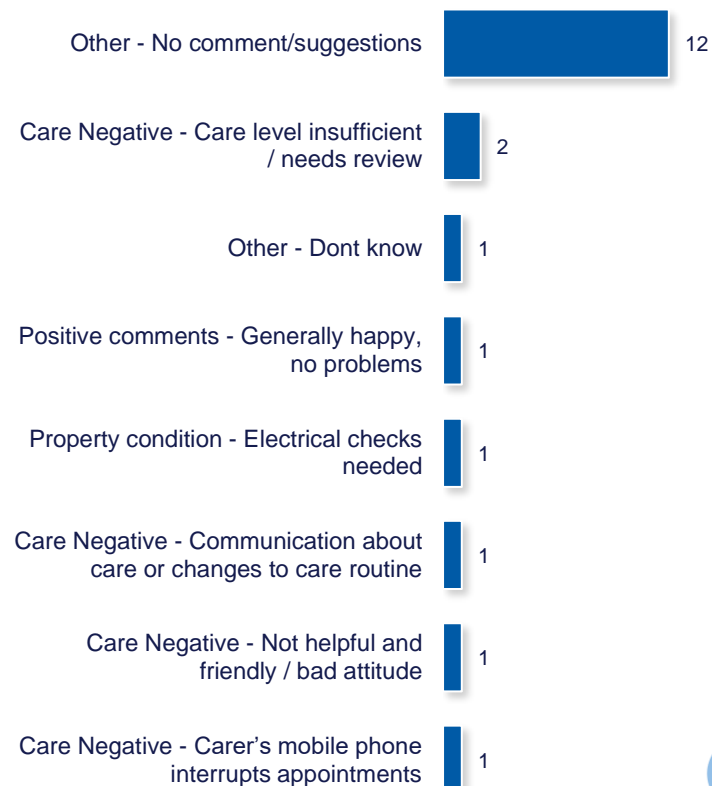 Other - No comment/suggestions 12
Care Negative - Care level insufficient
/ needs review 2
Other - Dont know 1
Positive comments - Generally happy,
no problems 1
Property condition - Electrical checks
needed 1
Care Negative - Communication about
care or changes to care routine 1
Care Negative - Not helpful and
friendly / bad attitude 1
Care Negative - Carer’s mobile phone
interrupts appointments 1